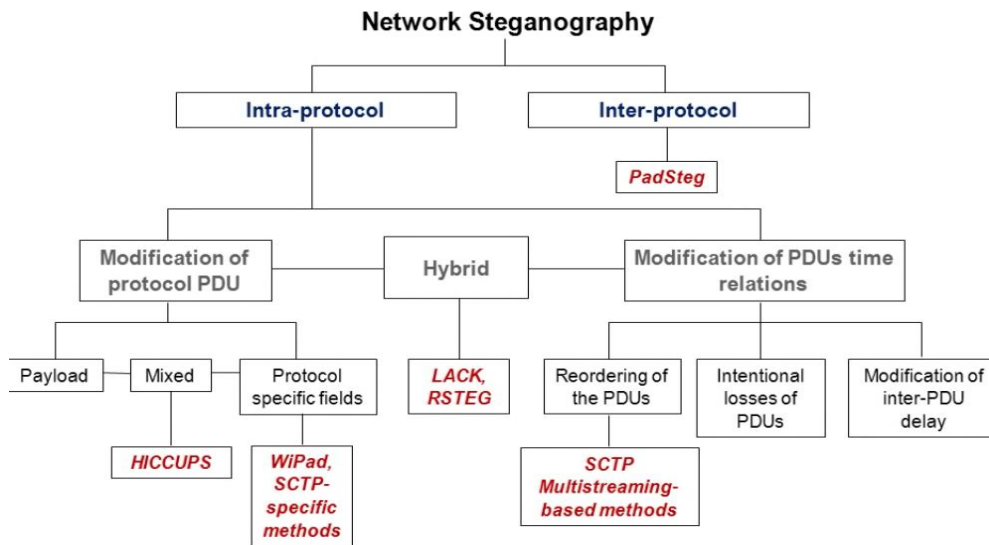 Network Steganography
Intra-protocol
Inter-protocol
PadSteg
Modification of
protocol PDU
Hybrid
Modification of PDUs time
relations
Payload
Mixed
Protocol
specific fields
LACK,
RSTEG
Reordering of
the PDUs
Intentional
losses of
PDUs
Modification of
inter-PDU
delay
HICCUPS
WiPad,
SCTP-
specific
methods
SCTP
Multistreaming-
based methods